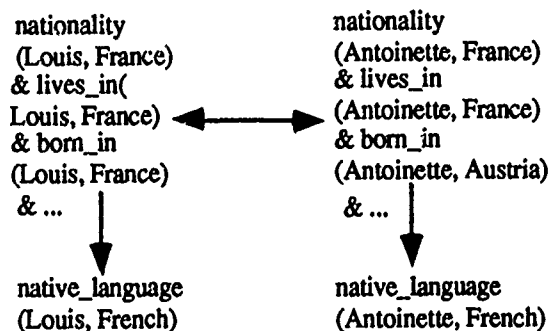 nationality
(Louis, France)
& lives_in(
Louis, France)
& born_in
(Louis, France)
& ...
native_language
(Louis, French)
nationality
(Antoinette, France)
& lives_in
(Antoinette, France)
& born_in
(Antoinette, Austria)
& ...
native_language
(Antoinette, French)